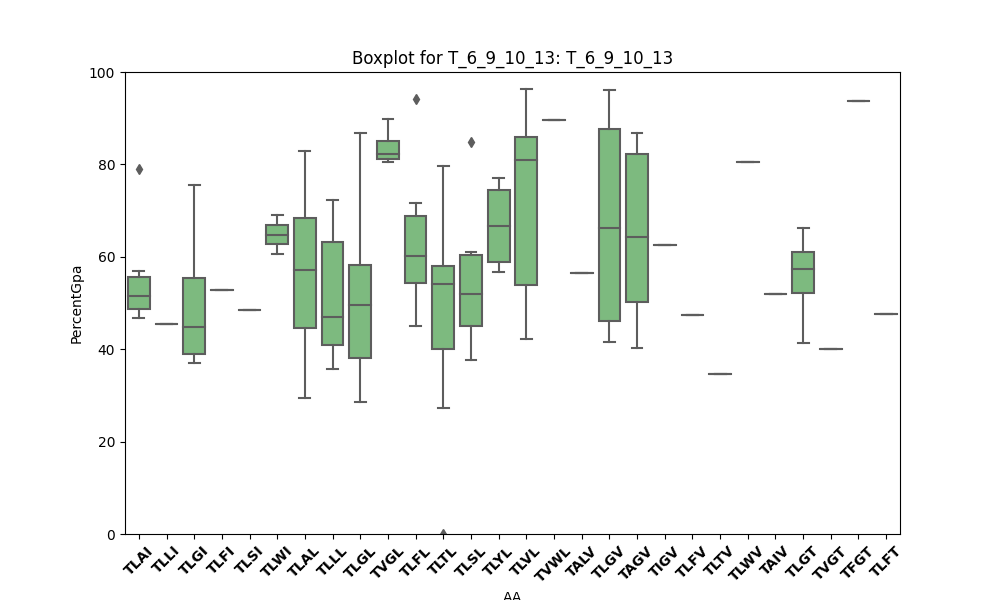 Boxplot for T_6_9_10_13: T_6_9_10_13
100
80
60
40
20
0
PercentGpa
TLAI TLLI TLGI TLFI TLSI TLWI TLAL TLLL TLGL TVGL TLFL TLTL TLSL TLYL TLVL TVWL TALV TLGV TAGV TIGV TLFV TLTV TLWV TAIV TLGT TVGT TFGT TLFT
AA